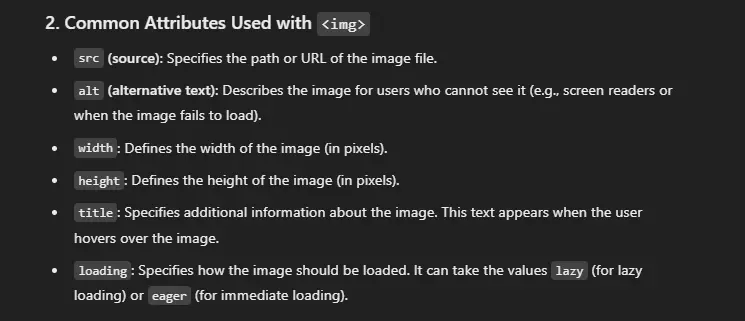 2. Common Attributes Used with <img>
• src (source): Specifies the path or URL of the image file.
• alt (alternative text): Describes the image for users who cannot see it (e.g., screen readers or
when the image fails to load).
• width: Defines the width of the image (in pixels).
• height: Defines the height of the image (in pixels).
• title: Specifies additional information about the image. This text appears when the user
hovers over the image.
• loading: Specifies how the image should be loaded. It can take the values lazy (for lazy
loading) or eager (for immediate loading).